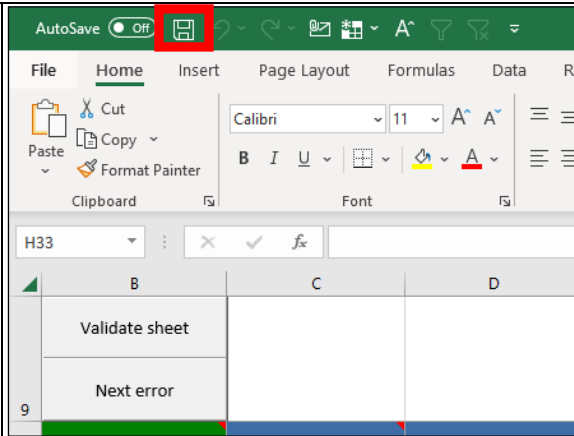 AutoSave Off
File Home Insert Page Layout Formulas Data R
Cut
Copy
Paste
Format Painter
Calibri 11 A A
B I U A
Clipboard Font
H33 fx
B C D
Validate sheet
Next error
9